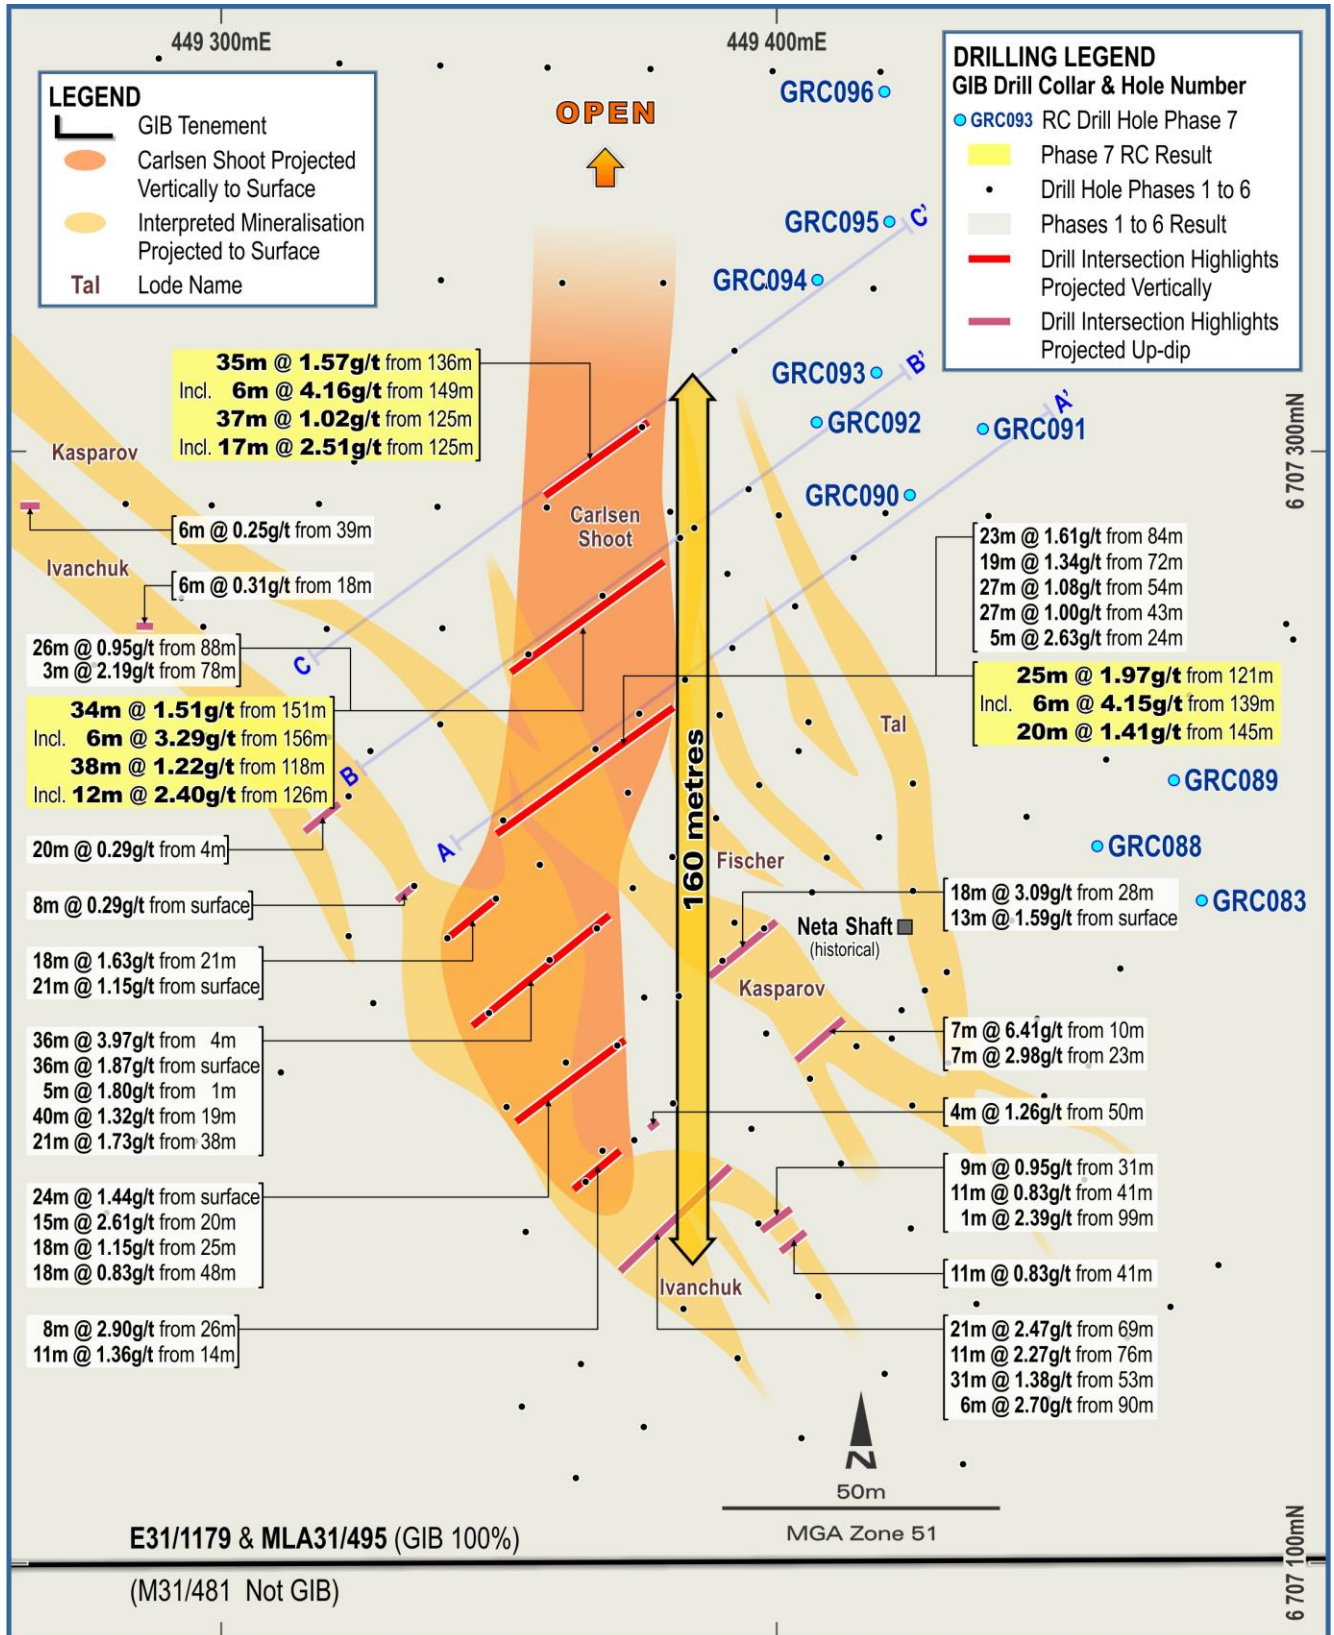 449 300mE
449 400mE
LEGEND
GIB Tenement
Carlsen Shoot Projected
Vertically to Surface
Interpreted Mineralisation
Projected to Surface
Tal Lode Name
OPEN
DRILLING LEGEND
GIB Drill Collar & Hole Number
GRC093 RC Drill Hole Phase 7
Phase 7 RC Result
Drill Hole Phases 1 to 6
Phases 1 to 6 Result
Drill Intersection Highlights
Projected Vertically
Drill Intersection Highlights
Projected Up-dip
GRC096
GRC095
C'
GRC094
GRC093
B'
GRC092
A'
GRC091
GRC090
6 707 300mN
35m @ 1.57g/t from 136m
Incl. 6m @ 4.16g/t from 149m
37m @ 1.02g/t from 125m
Incl. 17m @ 2.51g/t from 125m
Kasparov
6m @ 0.25g/t from 39m
Ivanchuk
6m @ 0.31g/t from 18m
Carlsen
Shoot
23m @ 1.61g/t from 84m
19m @ 1.34g/t from 72m
27m @ 1.08g/t from 54m
27m @ 1.00g/t from 43m
5m @ 2.63g/t from 24m
26m @ 0.95g/t from 88m
3m @ 2.19g/t from 78m
C
25m @ 1.97g/t from 121m
Incl. 6m @ 4.15g/t from 139m
20m @ 1.41g/t from 145m
34m @ 1.51g/t from 151m
Incl. 6m @ 3.29g/t from 156m
38m @ 1.22g/t from 118m
Incl. 12m @ 2.40g/t from 126m
B
Tal
160 metres
GRC089
20m @ 0.29g/t from 4m
A
Fischer
GRC088
8m @ 0.29g/t from surface
18m @ 3.09g/t from 28m
13m @ 1.59g/t from surface
GRC083
Neta Shaft
(historical)
18m @ 1.63g/t from 21m
21m @ 1.15g/t from surface
Kasparov
36m @ 3.97g/t from 4m
36m @ 1.87g/t from surface
5m @ 1.80g/t from 1m
40m @ 1.32g/t from 19m
21m @ 1.73g/t from 38m
7m @ 6.41g/t from 10m
7m @ 2.98g/t from 23m
4m @ 1.26g/t from 50m
24m @ 1.44g/t from surface
15m @ 2.61g/t from 20m
18m @ 1.15g/t from 25m
18m @ 0.83g/t from 48m
9m @ 0.95g/t from 31m
11m @ 0.83g/t from 41m
1m @ 2.39g/t from 99m
11m @ 0.83g/t from 41m
Ivanchuk
8m @ 2.90g/t from 26m
11m @ 1.36g/t from 14m
21m @ 2.47g/t from 69m
11m @ 2.27g/t from 76m
31m @ 1.38g/t from 53m
6m @ 2.70g/t from 90m
N
50m
MGA Zone 51
E31/1179 & MLA31/495 (GIB 100%)
(M31/481 Not GIB)
6 707 100mN